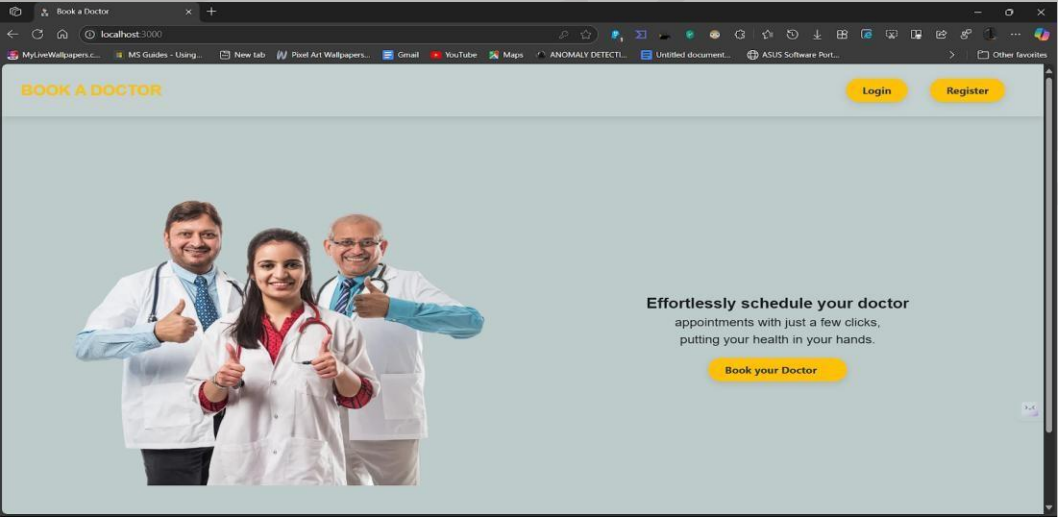 Book a Doctor
localhost:3000
MyLiveWallpapers.c... MS Guides - Using... New tab Pixel Art Wallpapers... Gmail YouTube Maps ANOMALY DETECTI... Untitled document... ASUS Software Port... Other favorites
BOOK A DOCTOR Login Register
Effortlessly schedule your doctor
appointments with just a few clicks,
putting your health in your hands.
Book your Doctor